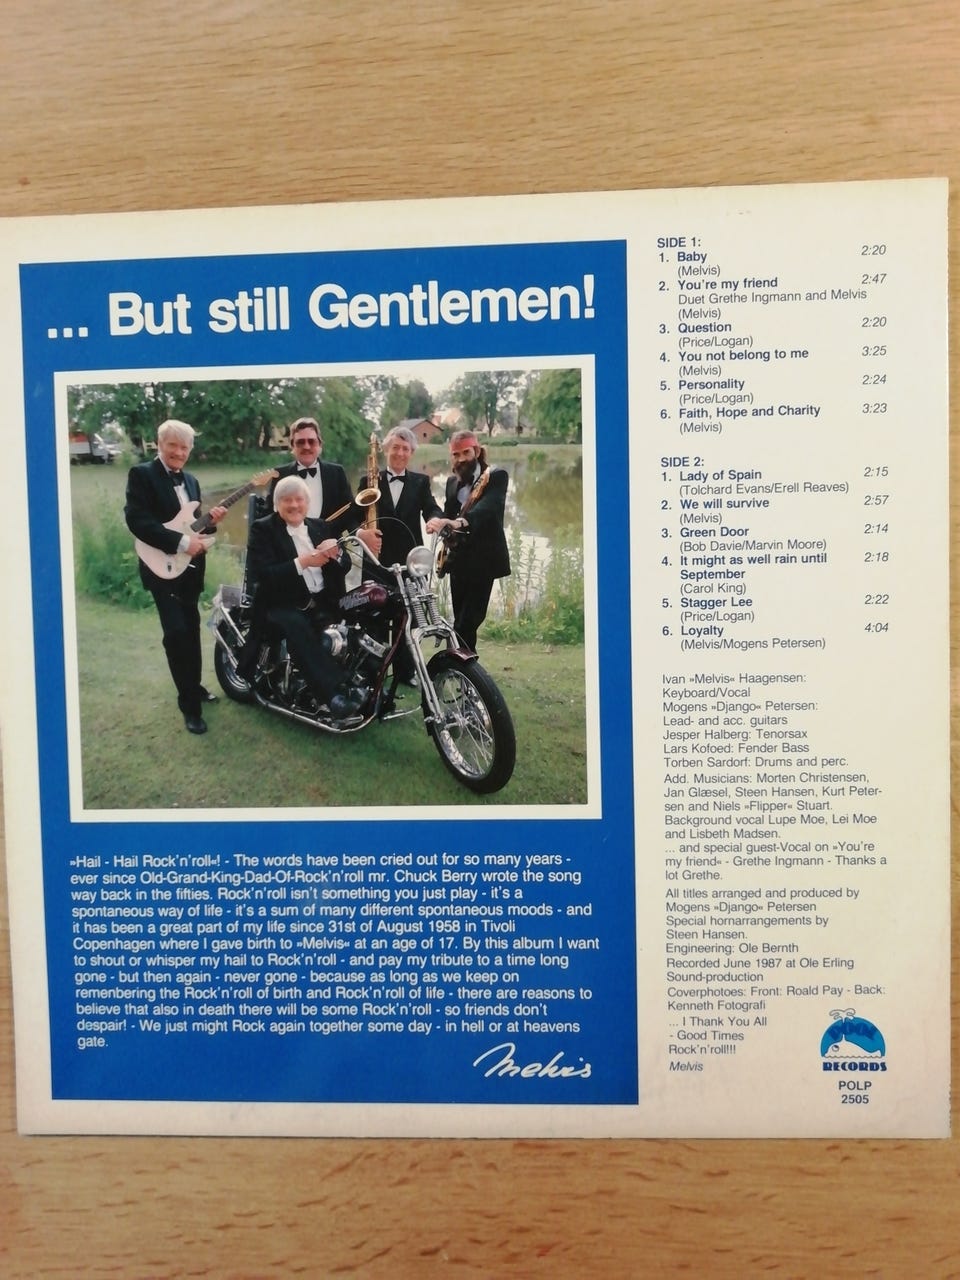 ... But still Gentlemen!
»Hail - Hail Rock'n'roll«! - The words have been cried out for so many years -
ever since Old-Grand-King-Dad-Of-Rock'n'roll mr. Chuck Berry wrote the song
way back in the fifties. Rock'n'roll isn't something you just play - it's a
spontaneous way of life - it's a sum of many different spontaneous moods - and
it has been a great part of my life since 31st of August 1958 in Tivoli
Copenhagen where I gave birth to »Melvis« at an age of 17. By this album I want
to shout or whisper my hail to Rock'n'roll - and pay my tribute to a time long
gone - but then again - never gone - because as long as we keep on
remembering the Rock'n'roll of birth and Rock'n'roll of life - there are reasons to
believe that also in death there will be some Rock'n'roll - so friends don't
despair! - We just might Rock again together some day - in hell or at heavens
gate.
Melvis
SIDE 1:
1. Baby 2:20
(Melvis)
2. You're my friend 2:47
Duet Grethe Ingmann and Melvis
(Melvis)
3. Question 2:20
(Price/Logan)
4. You not belong to me 3:25
(Melvis)
5. Personality 2:24
(Price/Logan)
6. Faith, Hope and Charity 3:23
(Melvis)
SIDE 2:
1. Lady of Spain 2:15
(Tolchard Evans/Erell Reaves)
2. We will survive 2:57
(Melvis)
3. Green Door 2:14
(Bob Davie/Marvin Moore)
4. It might as well rain until 2:18
September
(Carol King)
5. Stagger Lee 2:22
(Price/Logan)
6. Loyalty 4:04
(Melvis/Mogens Petersen)
Ivan »Melvis« Haagensen:
Keyboard/Vocal
Mogens »Django« Petersen:
Lead- and acc. guitars
Jesper Halberg: Tenorsax
Lars Kofoed: Fender Bass
Torben Sardorf: Drums and perc.
Add. Musicians: Morten Christensen,
Jan Glæsel, Steen Hansen, Kurt Peter-
sen and Niels »Flipper« Stuart.
Background vocal Lupe Moe, Lei Moe
and Lisbeth Madsen.
... and special guest-Vocal on »You're
my friend« - Grethe Ingmann - Thanks a
lot Grethe.
All titles arranged and produced by
Mogens »Django« Petersen
Special hornarrangements by
Steen Hansen.
Engineering: Ole Bernth
Recorded June 1987 at Ole Erling
Sound-production
Coverphotoes: Front: Roald Pay - Back:
Kenneth Fotografi
... I Thank You All
- Good Times
Rock'n'roll!!!
Melvis
POOL
RECORDS
POLP
2505